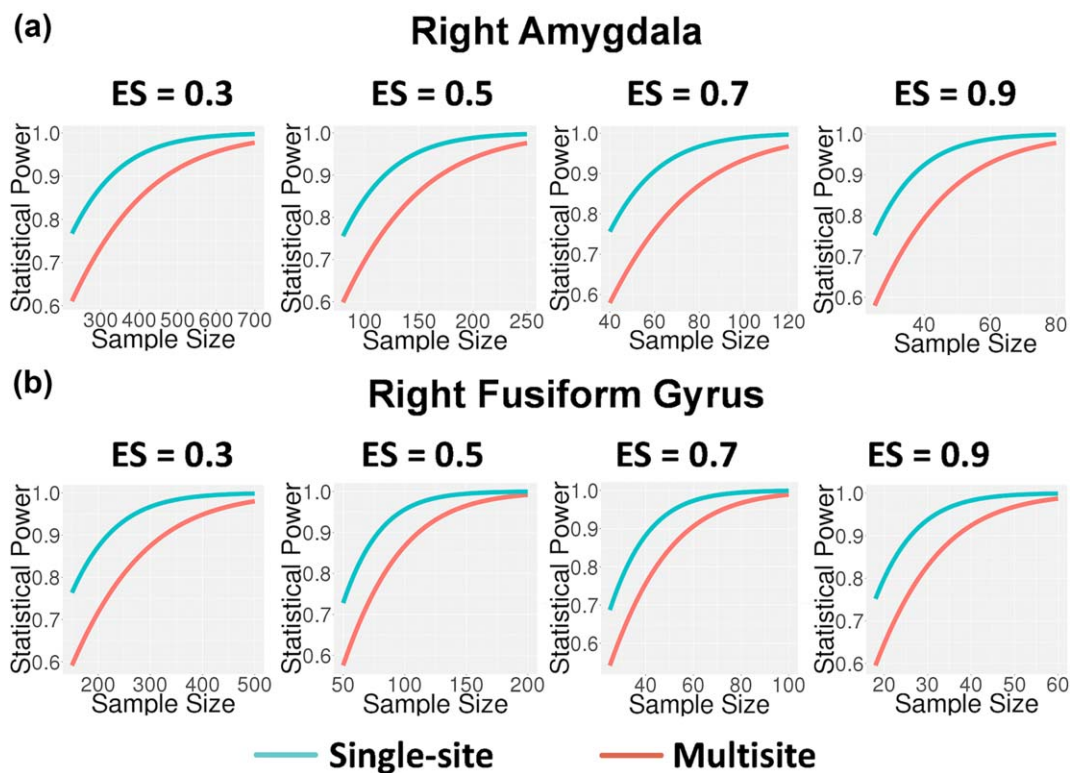 (a)
Right Amygdala
ES = 0.3 ES = 0.5 ES = 0.7 ES = 0.9
Statistical Power
1.0
0.9
0.8
0.7
0.6
300 400 500 600 700
Sample Size
Statistical Power
1.0
0.9
0.8
0.7
0.6
100 150 200 250
Sample Size
Statistical Power
1.0
0.9
0.8
0.7
0.6
40 60 80 100 120
Sample Size
Statistical Power
1.0
0.9
0.8
0.7
0.6
40 60 80
Sample Size
(b)
Right Fusiform Gyrus
ES = 0.3 ES = 0.5 ES = 0.7 ES = 0.9
Statistical Power
1.0
0.9
0.8
0.7
0.6
200 300 400 500
Sample Size
Statistical Power
1.0
0.9
0.8
0.7
0.6
50 100 150 200
Sample Size
Statistical Power
1.0
0.9
0.8
0.7
0.6
40 60 80 100
Sample Size
Statistical Power
1.0
0.9
0.8
0.7
0.6
20 30 40 50 60
Sample Size
Single-site Multisite